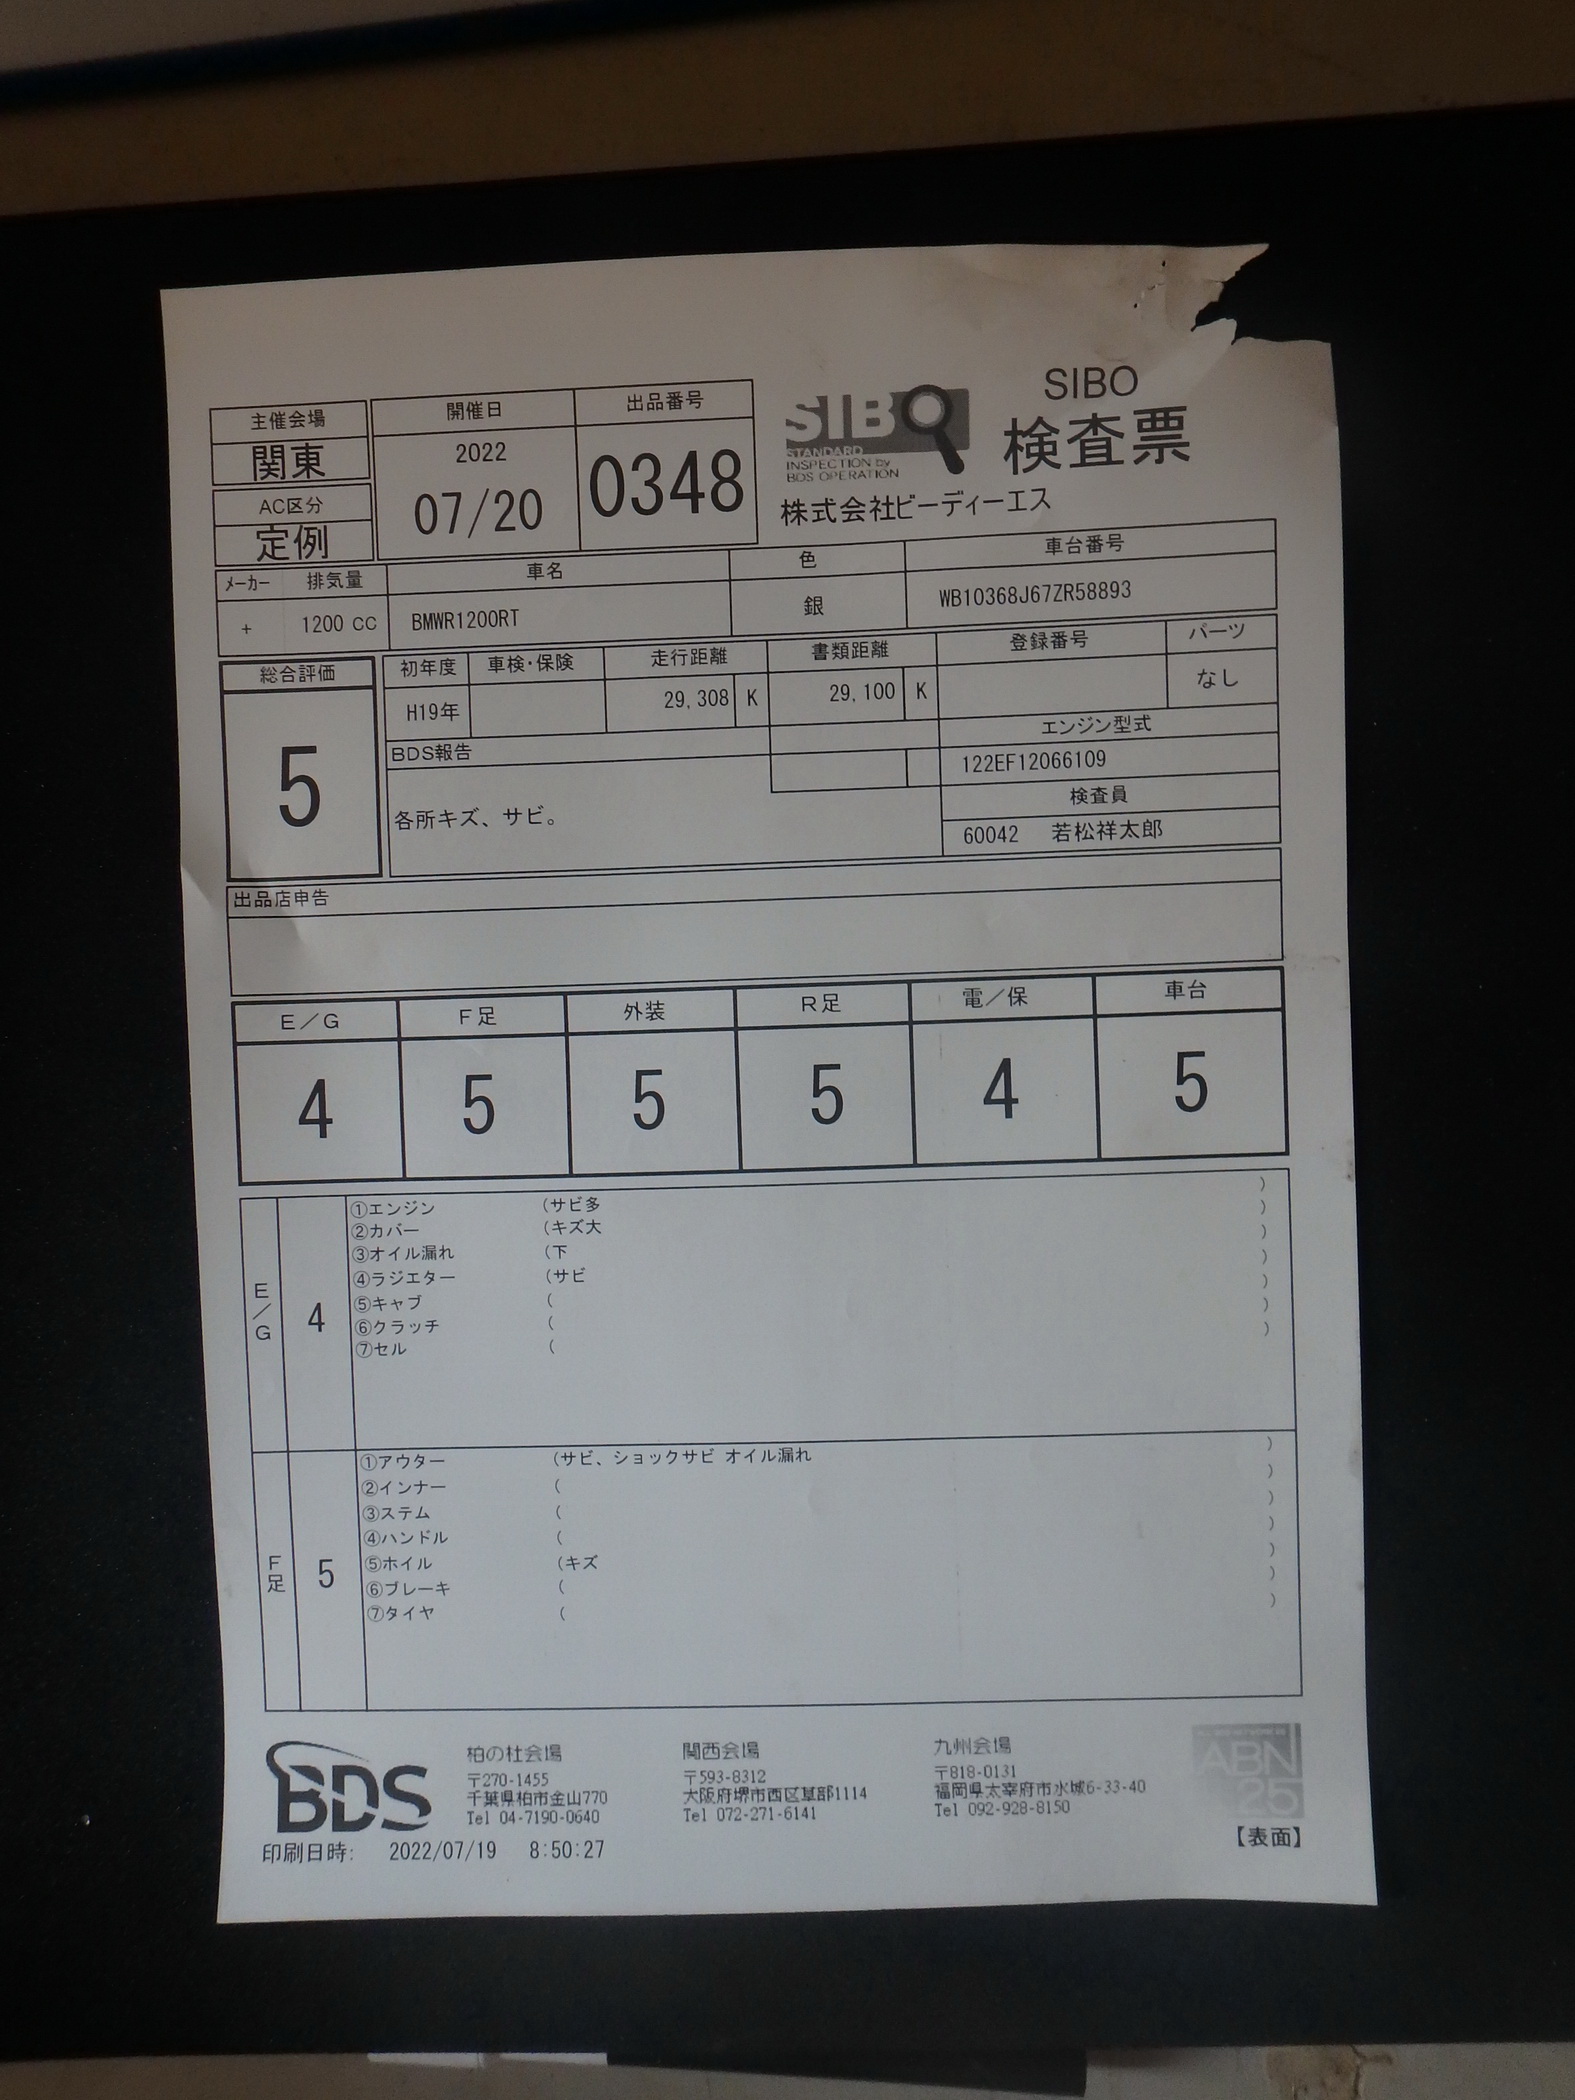 主催会場 開催日 出品番号
関東 2022 07/20 0348
AC区分
定例
SIBO
STANDARD
INSPECTION by
BDS OPERATION
SIBO
検査票
株式会社ビーディーエス
メーカー 排気量 車名 色 車台番号
+ 1200 CC BMWR1200RT 銀 WB10368J67ZR58893
総合評価 初年度 車検・保険 走行距離 書類距離 登録番号 パーツ
5 H19年 29,308 K 29,100 K なし
BDS報告
各所キズ、サビ。
エンジン型式
122EF12066109
検査員
60042 若松祥太郎
出品店申告
E/G F足 外装 R足 電/保 車台
4 5 5 5 4 5
E/G 4
①エンジン (サビ多 )
②カバー (キズ大 )
③オイル漏れ (下 )
④ラジエター (サビ )
⑤キャブ ( )
⑥クラッチ ( )
⑦セル ( )
F足 5
①アウター (サビ、ショックサビ オイル漏れ )
②インナー ( )
③ステム ( )
④ハンドル ( )
⑤ホイル (キズ )
⑥ブレーキ ( )
⑦タイヤ ( )
BDS
柏の杜会場
〒270-1455
千葉県柏市金山770
Tel 04-7190-0640
関西会場
〒593-8312
大阪府堺市西区草部1114
Tel 072-271-6141
九州会場
〒818-0131
福岡県太宰府市水城6-33-40
Tel 092-928-8150
ABN
25
【表面】
印刷日時: 2022/07/19 8:50:27